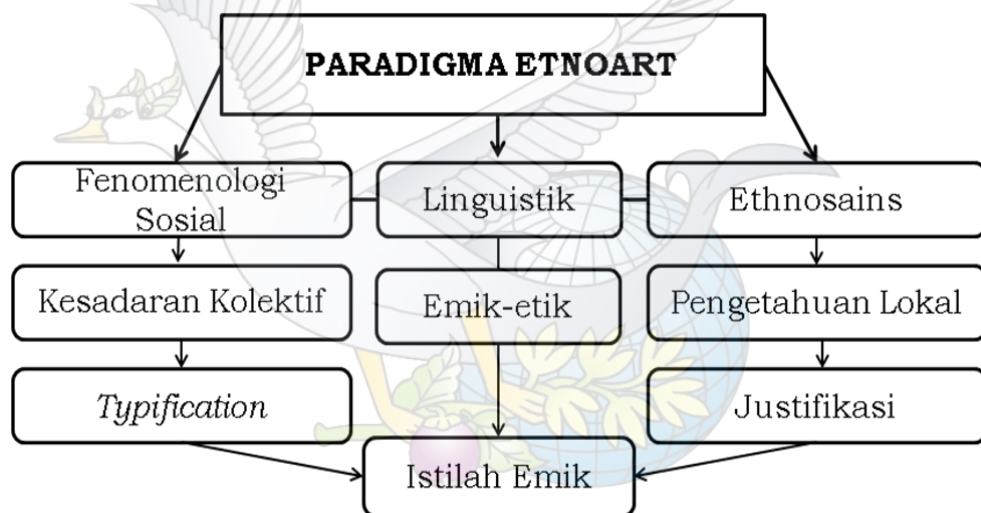 PARADIGMA ETNOART
Fenomenologi
Sosial
Linguistik
Ethnosains
Kesadaran Kolektif
Emik-etik
Pengetahuan Lokal
Typification
Justifikasi
Istilah Emik